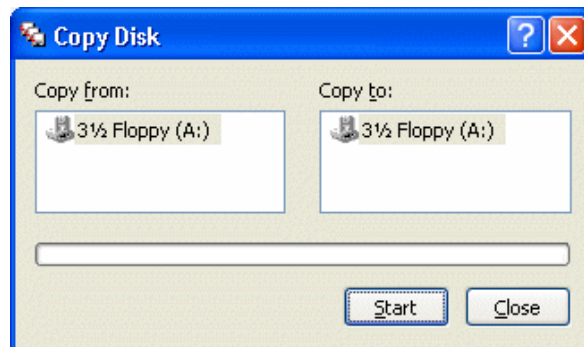 Copy Disk
Copy from:
Copy to:
3½ Floppy (A:)
3½ Floppy (A:)
Start
Close